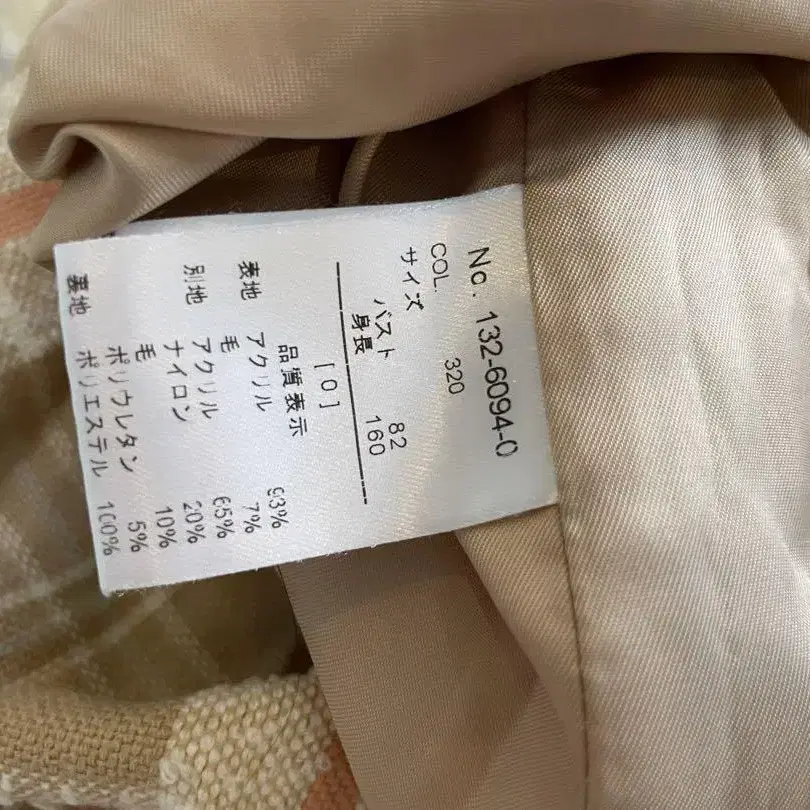 No. 132-6094-0
COL. 320
サイズ
バスト 82
身長 160
[0]
品質表示
表地 アクリル 93%
毛 7%
別地 アクリル 65%
ナイロン 20%
毛 10%
ポリウレタン 5%
裏地 ポリエステル 100%